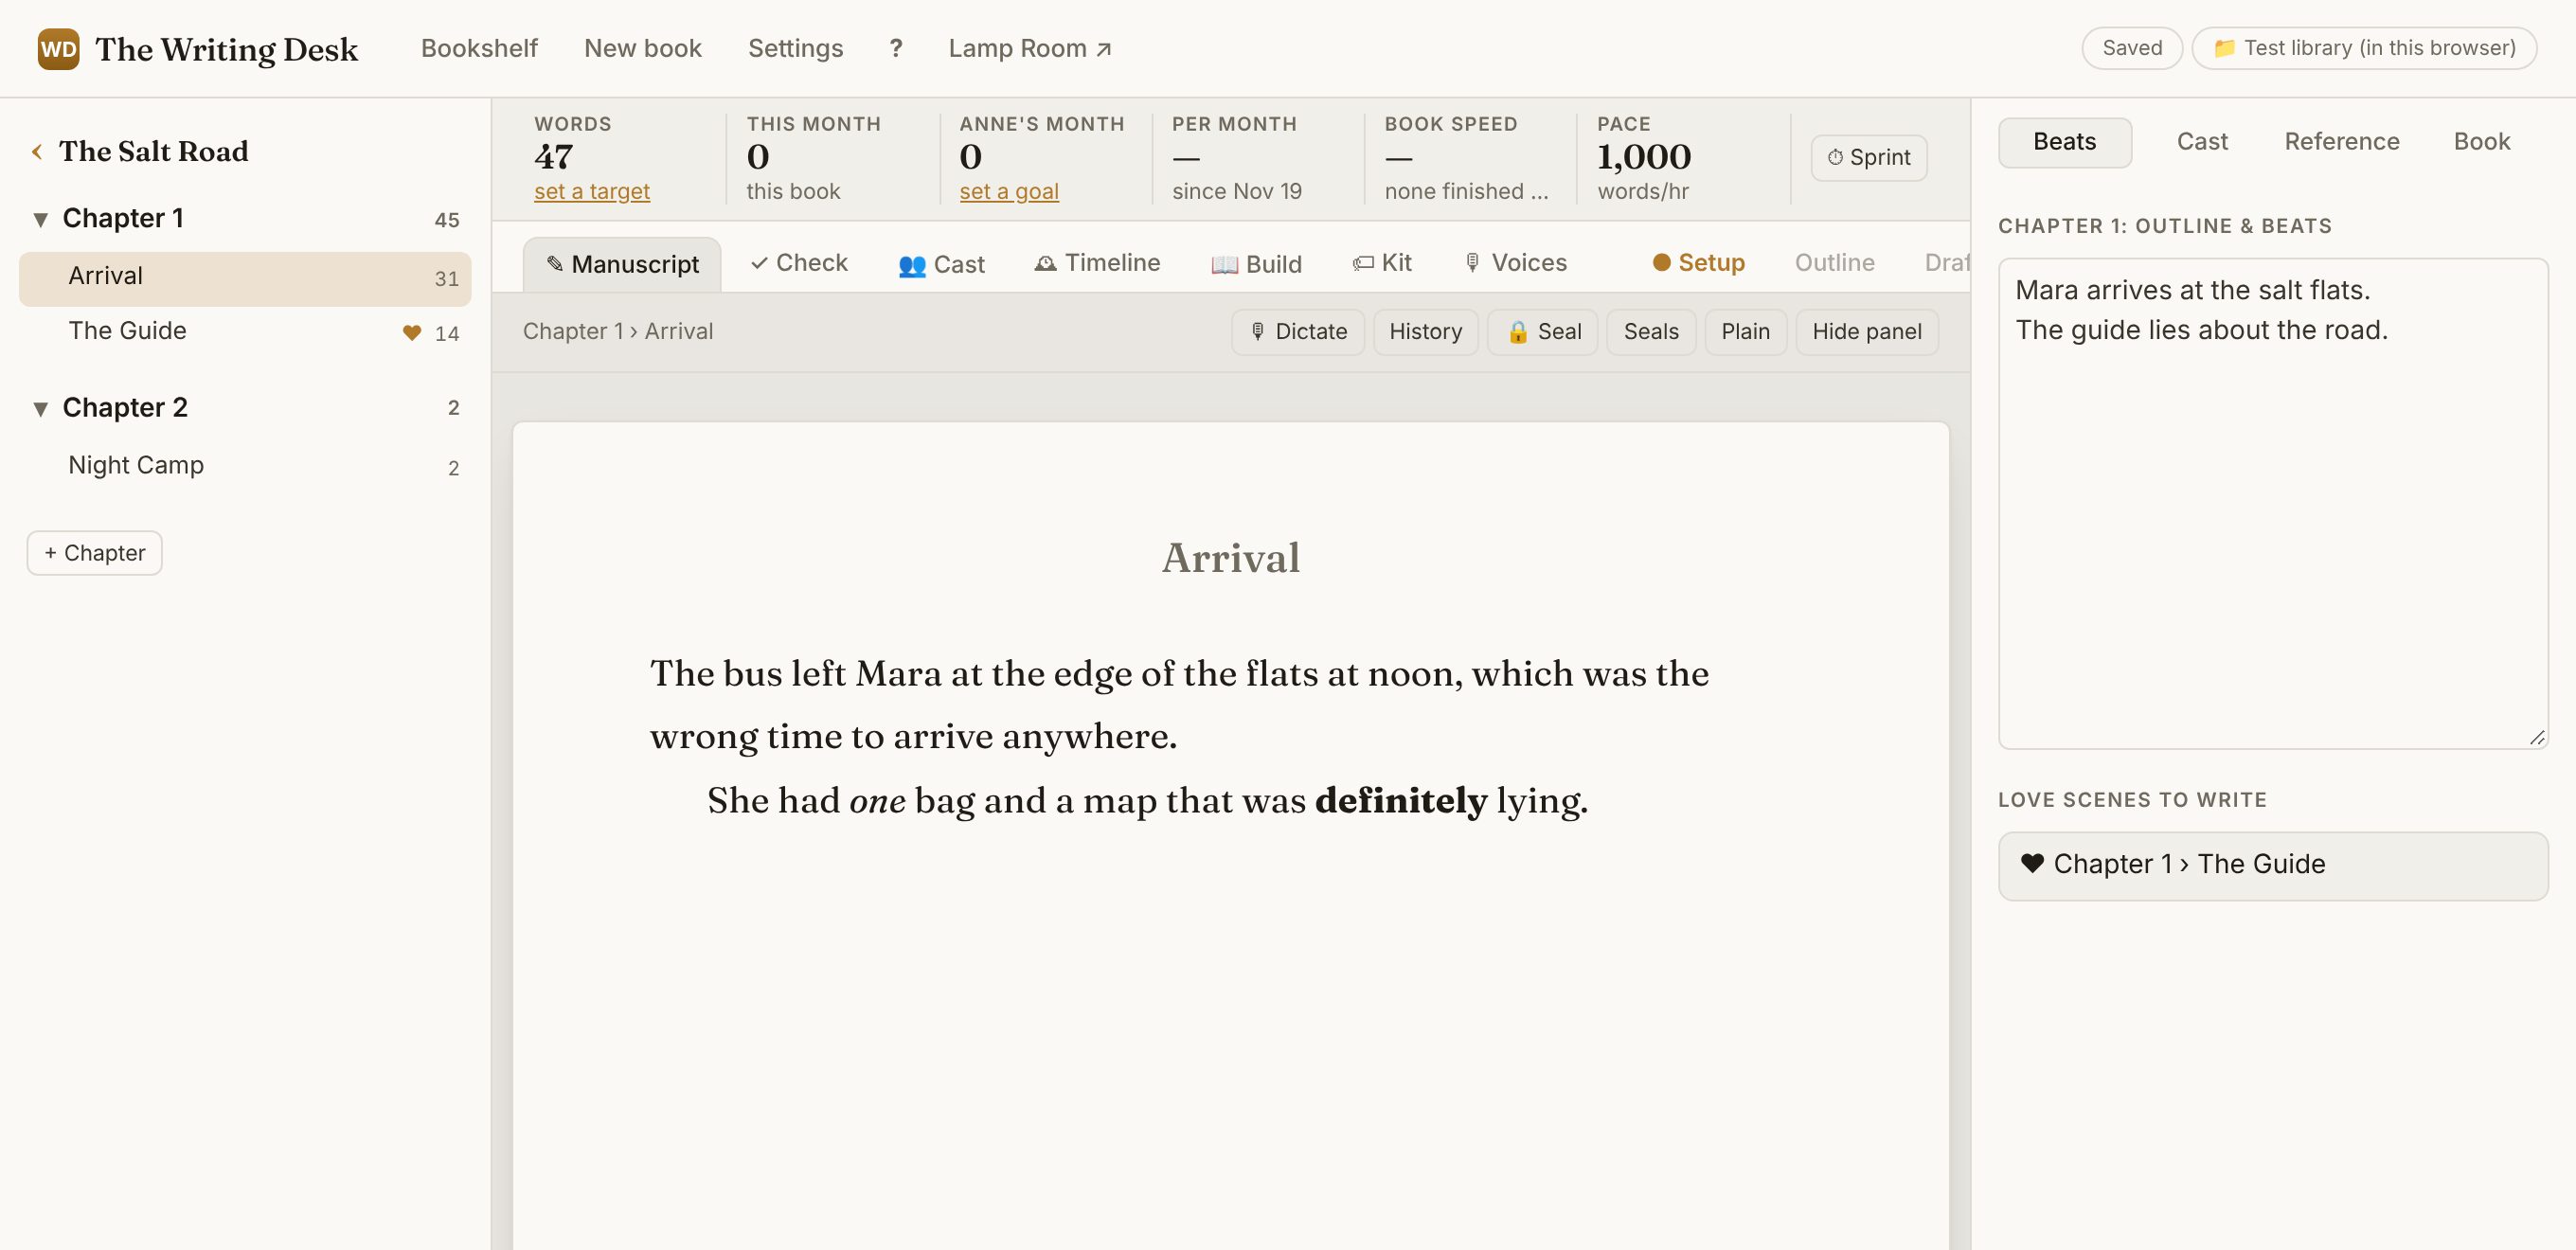 WD The Writing Desk Bookshelf New book Settings ? Lamp Room ↗ Saved 📁 Test library (in this browser)
‹ The Salt Road
▼ Chapter 1 45
Arrival 31
The Guide ♥ 14
▼ Chapter 2 2
Night Camp 2
+ Chapter
WORDS
47
set a target
THIS MONTH
0
this book
ANNE'S MONTH
0
set a goal
PER MONTH
—
since Nov 19
BOOK SPEED
—
none finished ...
PACE
1,000
words/hr
⏱ Sprint
✎ Manuscript ✓ Check 👥 Cast 🕰 Timeline 📖 Build 🏷 Kit 🎙 Voices ● Setup Outline Draf
Chapter 1 › Arrival 🎙 Dictate History 🔒 Seal Seals Plain Hide panel
Arrival
The bus left Mara at the edge of the flats at noon, which was the
wrong time to arrive anywhere.
She had one bag and a map that was definitely lying.
Beats Cast Reference Book
CHAPTER 1: OUTLINE & BEATS
Mara arrives at the salt flats.
The guide lies about the road.
LOVE SCENES TO WRITE
♥ Chapter 1 › The Guide